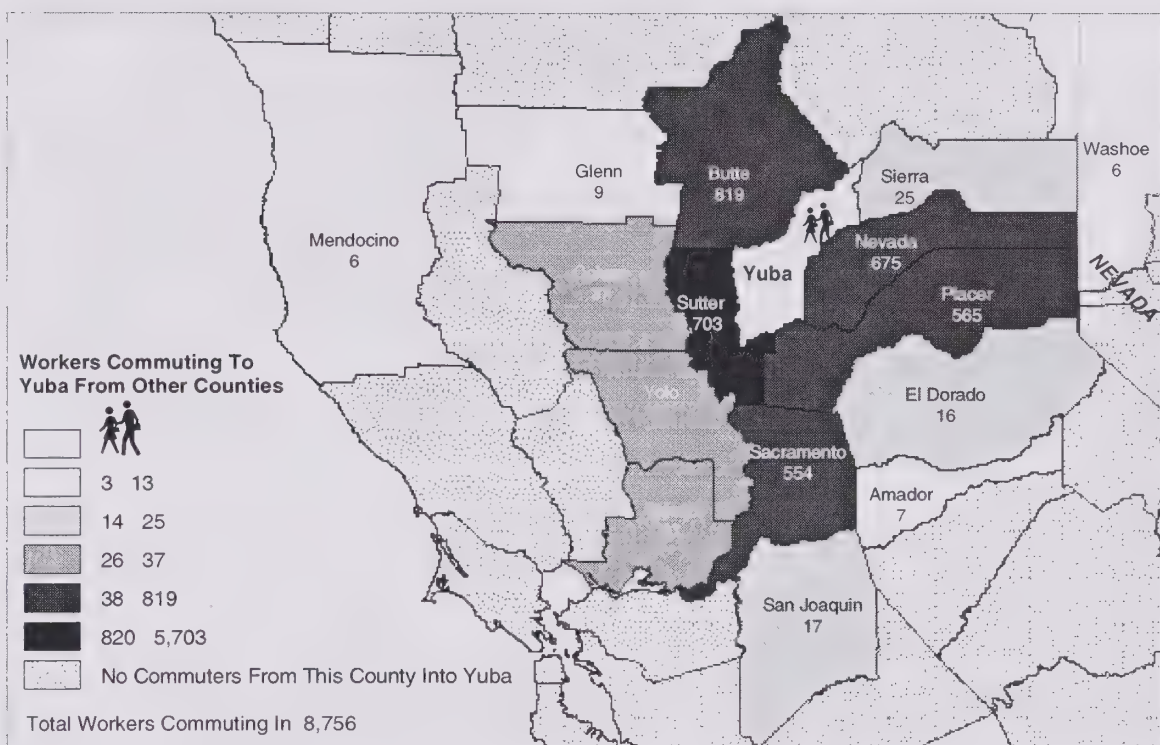 Washoe
6
Glenn
9
Butte
819
Sierra
25
Mendocino
6
Nevada
675
NEVADA
Yuba
Sutter
,703
Placer
565
Workers Commuting To
Yuba From Other Counties
El Dorado
16
Yolo
Sacramento
554
3 13
14 25
Amador
7
26 37
38 819
San Joaquin
17
820 5,703
No Commuters From This County Into Yuba
Total Workers Commuting In 8,756